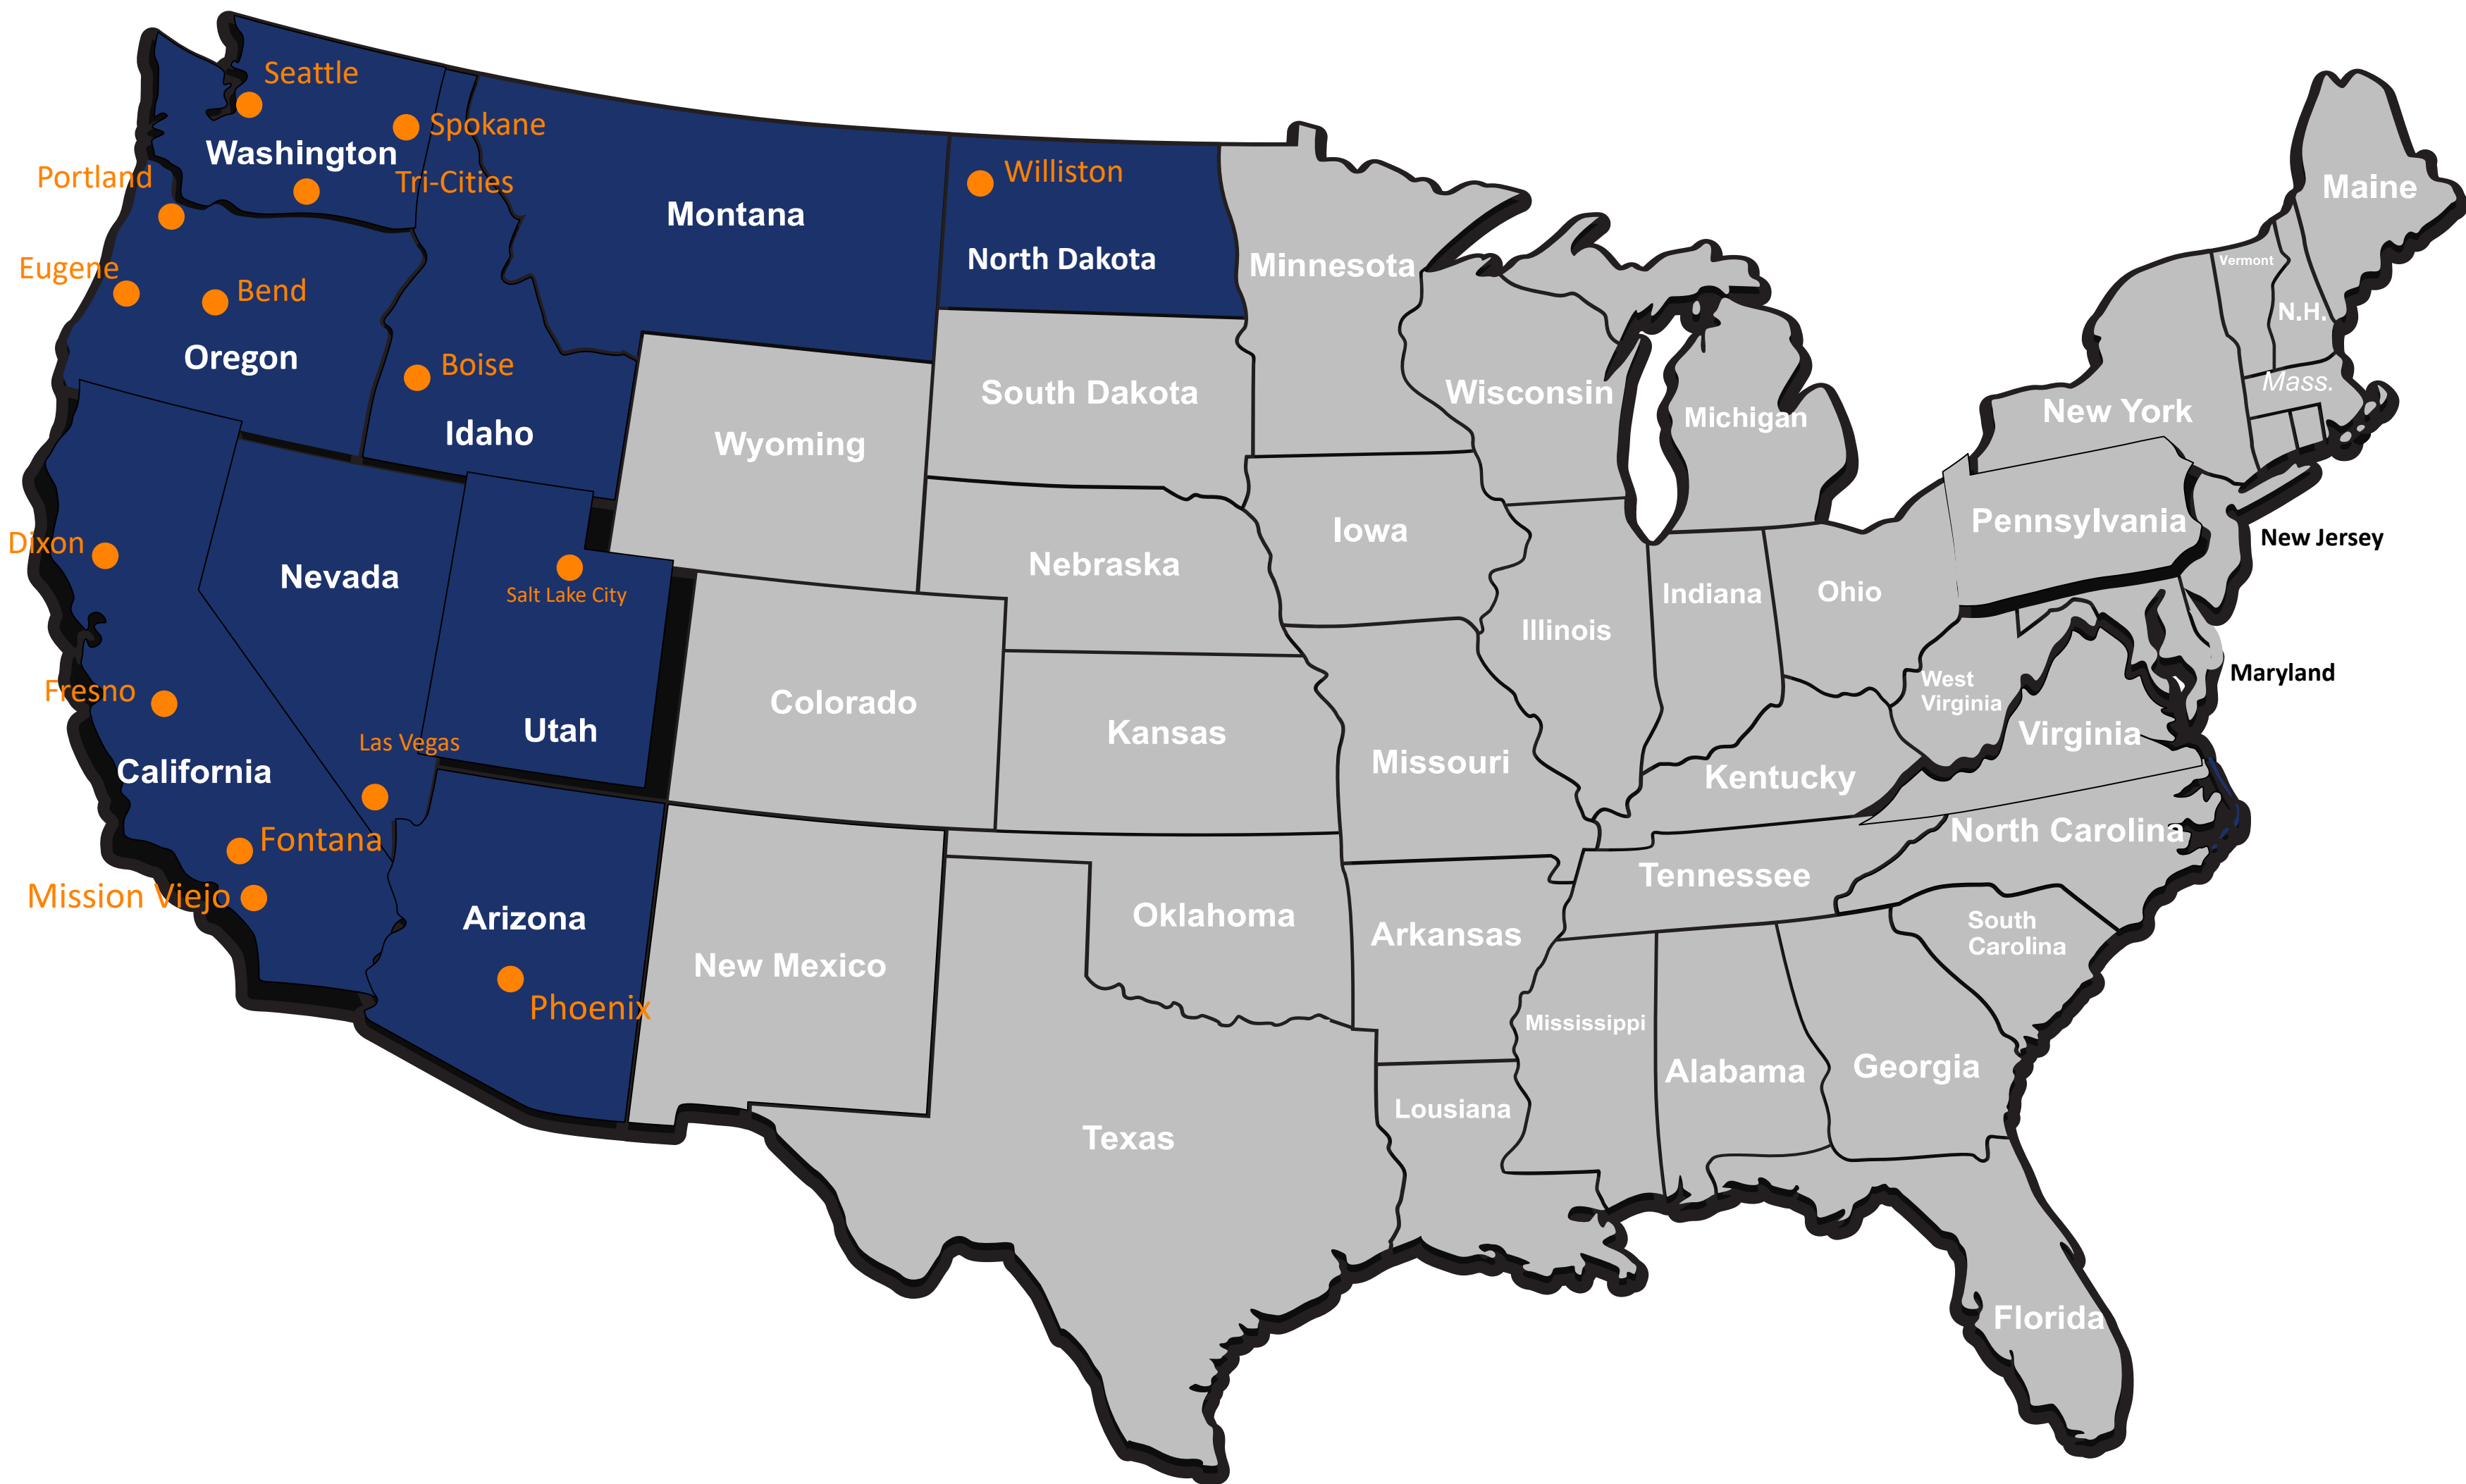 Seattle
Spokane
Washington
Portland
Tri-Cities
Williston
Montana
North Dakota
Eugene
Bend
Oregon
Boise
Idaho
Minnesota
Maine
Vermont
N.H.
Mass.
New York
Wisconsin
Michigan
South Dakota
Wyoming
Iowa
Pennsylvania
New Jersey
Dixon
Nevada
Salt Lake City
Nebraska
Indiana
Ohio
Illinois
West
Virginia
Maryland
Fresno
Las Vegas
Utah
Colorado
Kansas
Missouri
Kentucky
Virginia
California
Fontana
Mission Viejo
Arizona
Phoenix
New Mexico
Oklahoma
Arkansas
Tennessee
North Carolina
South
Carolina
Mississippi
Alabama
Georgia
Lousiana
Texas
Florida